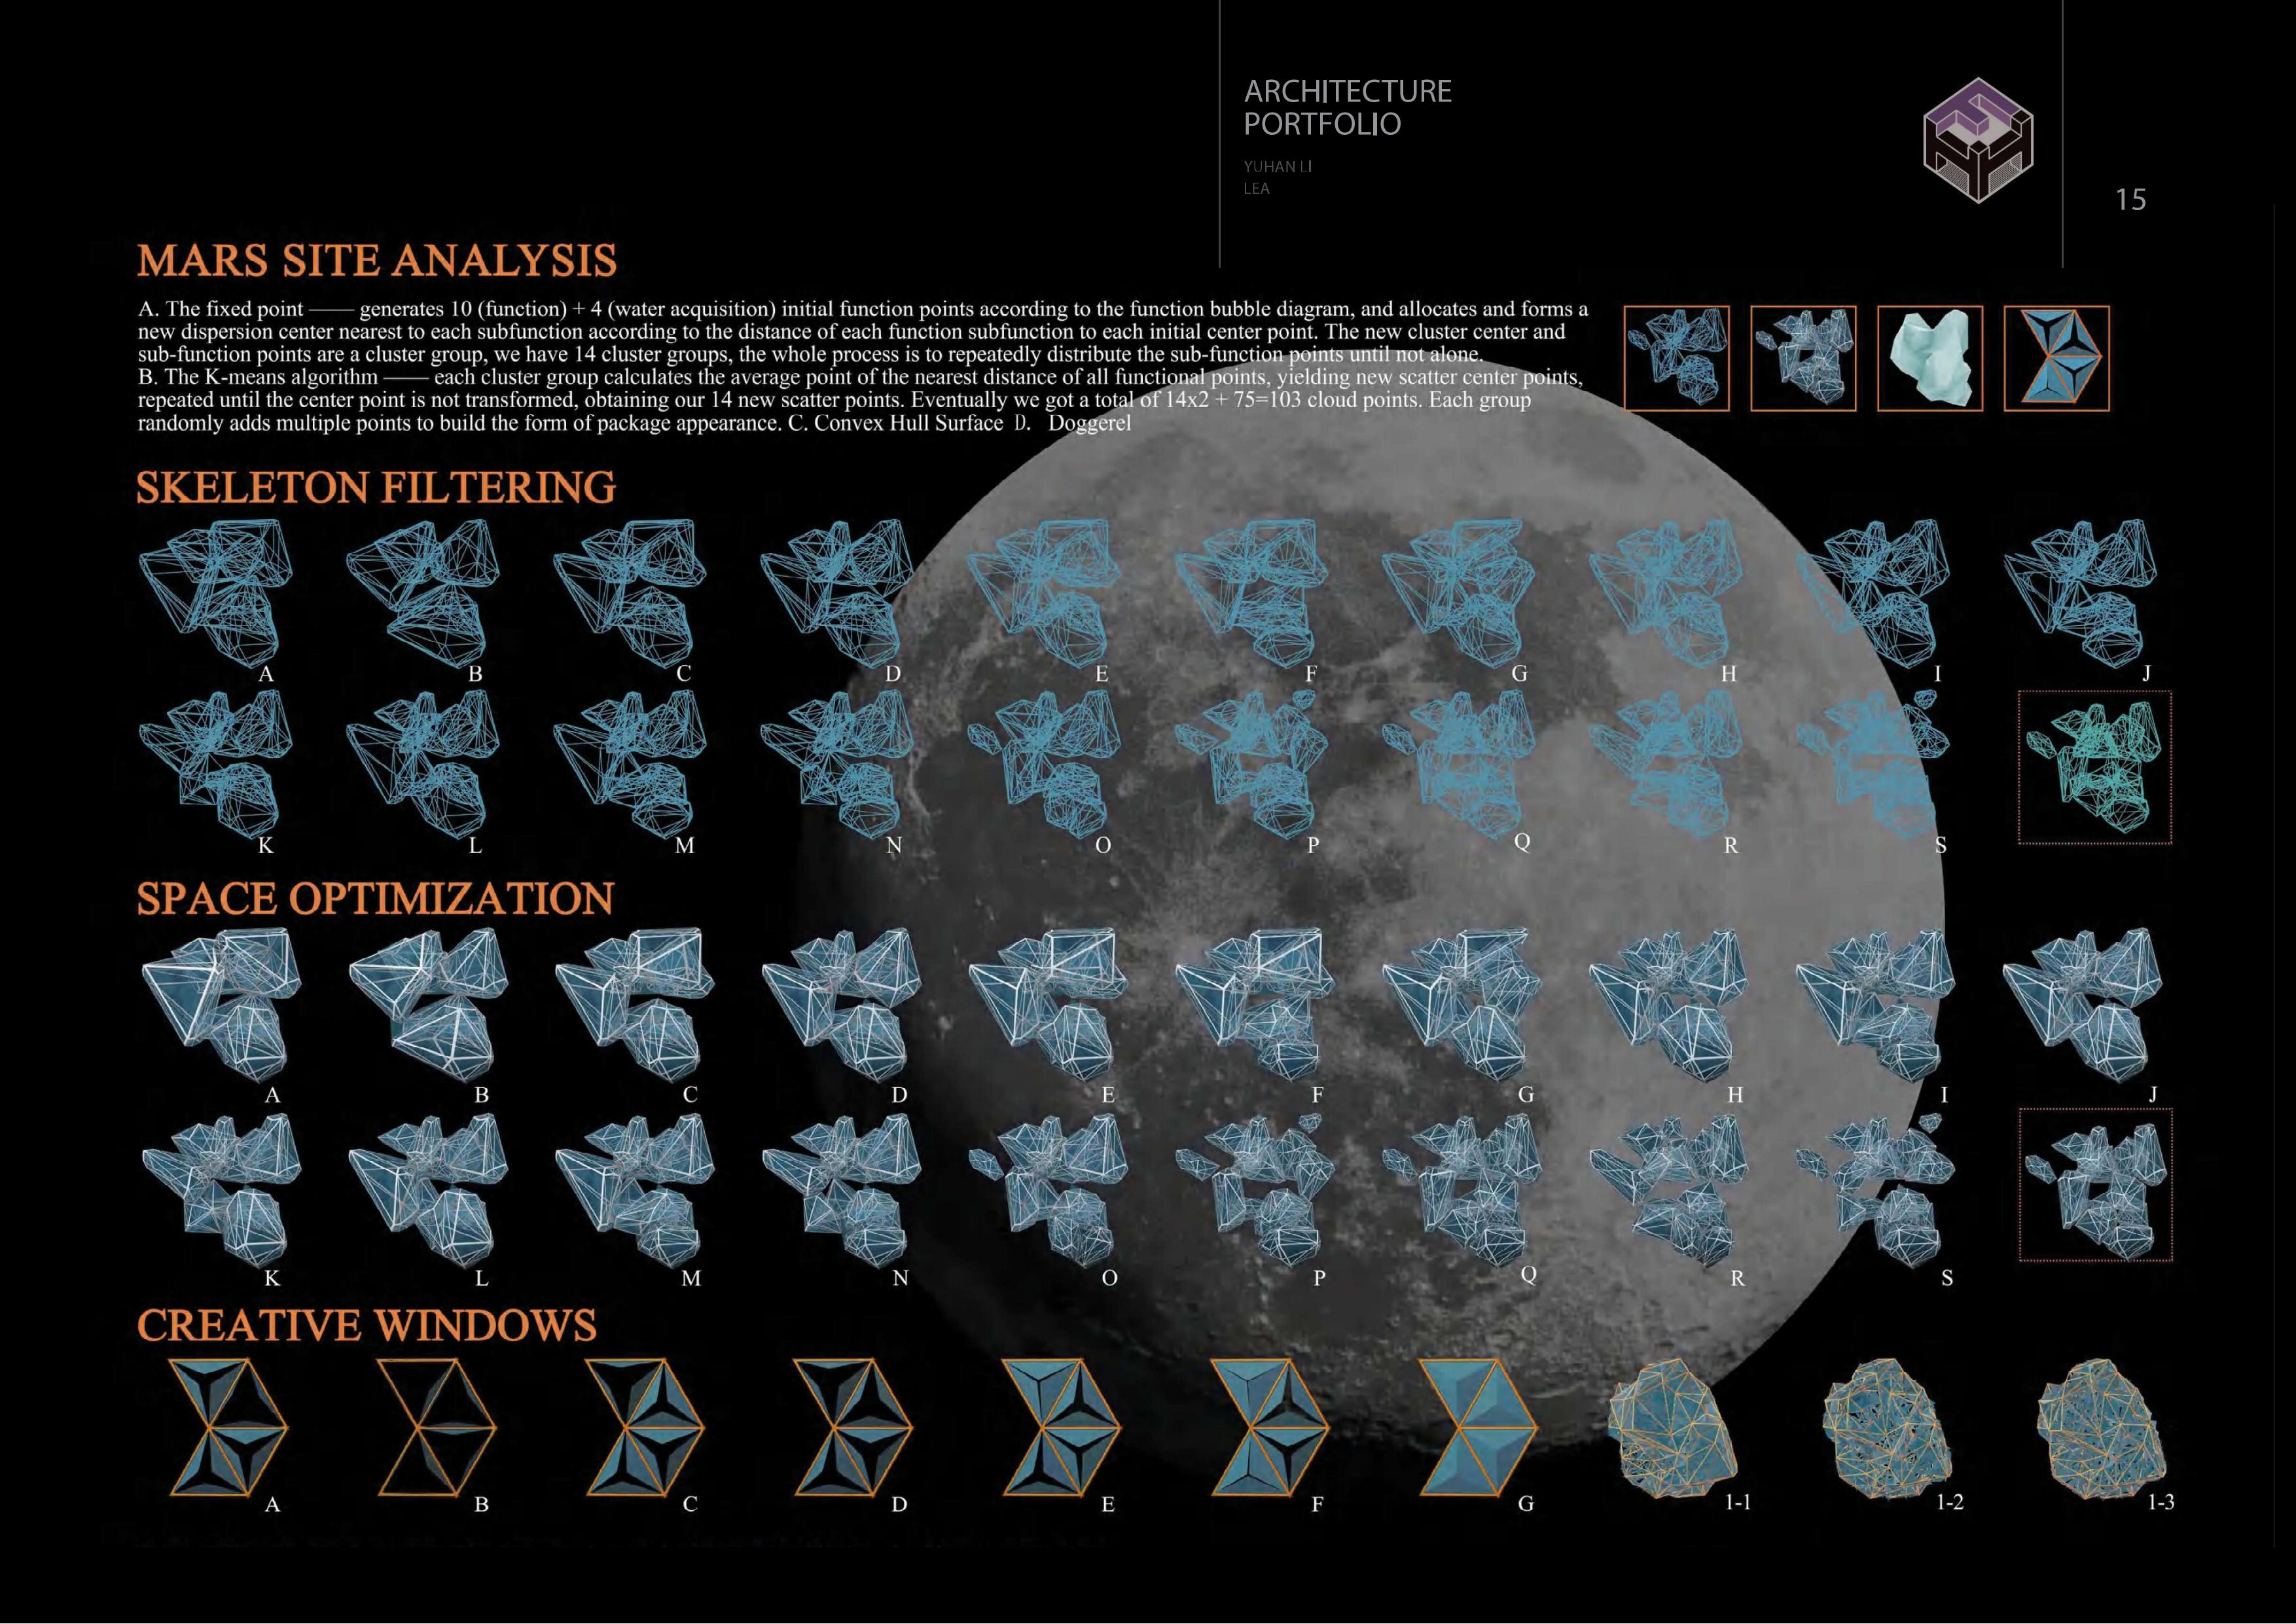 ARCHITECTURE
PORTFOLIO
YUHAN LI
LEA
15
MARS SITE ANALYSIS
A. The fixed point —— generates 10 (function) + 4 (water acquisition) initial function points according to the function bubble diagram, and allocates and forms a
new dispersion center nearest to each subfunction according to the distance of each function subfunction to each initial center point. The new cluster center and
sub-function points are a cluster group, we have 14 cluster groups, the whole process is to repeatedly distribute the sub-function points until not alone.
B. The K-means algorithm —— each cluster group calculates the average point of the nearest distance of all functional points, yielding new scatter center points,
repeated until the center point is not transformed, obtaining our 14 new scatter points. Eventually we got a total of 14x2 + 75=103 cloud points. Each group
randomly adds multiple points to build the form of package appearance. C. Convex Hull Surface D. Doggerel
SKELETON FILTERING
A B C D E F G H I J
K L M N O P Q R S
SPACE OPTIMIZATION
A B C D E F G H I J
K L M N O P Q R S
CREATIVE WINDOWS
A B C D E F G 1-1 1-2 1-3